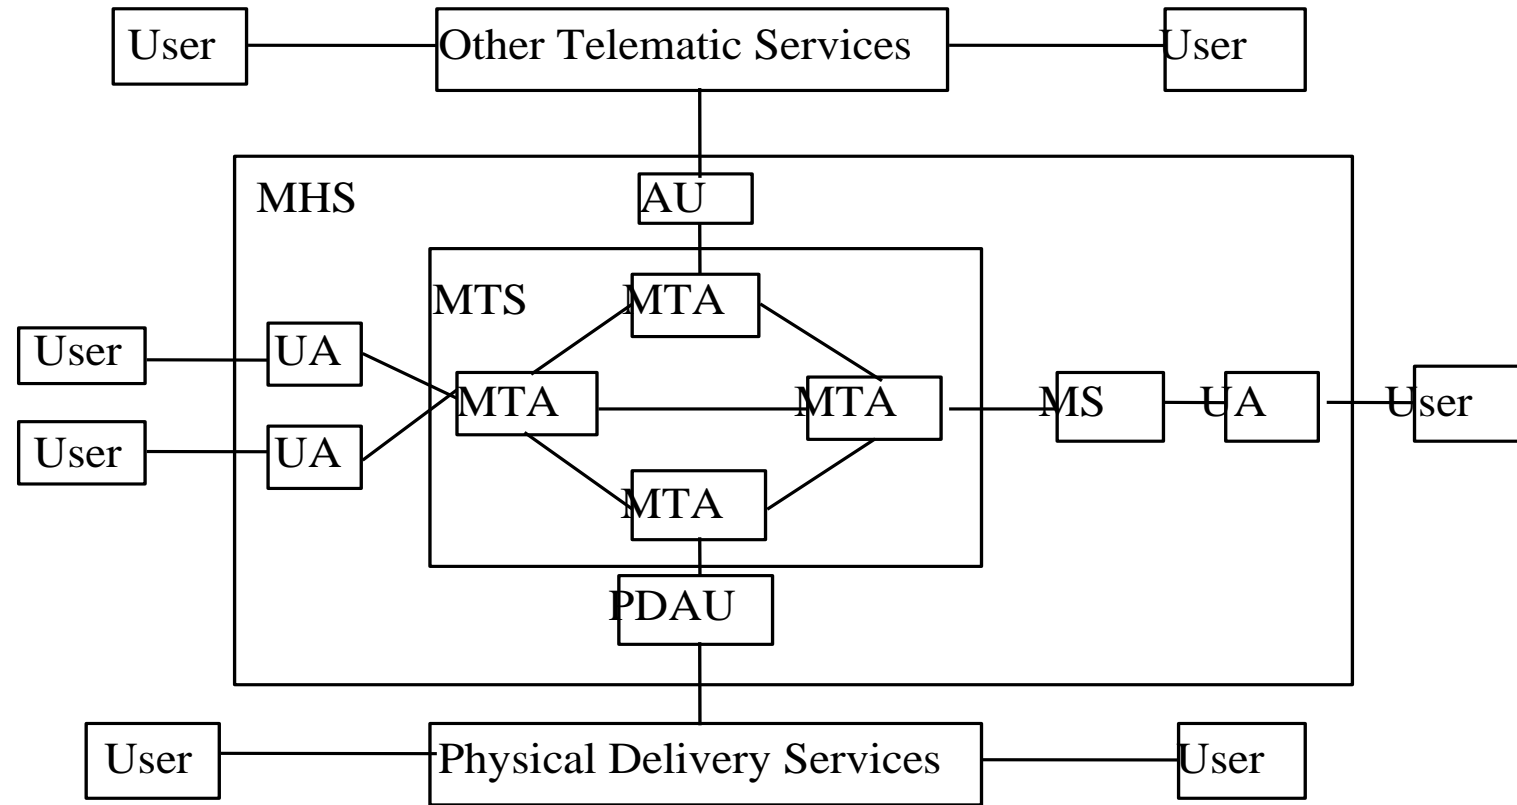 User
Other Telematic Services
User
MHS
AU
MTS
MTA
User
UA
MTA
MTA
MS
UA
User
User
UA
MTA
PDAU
User
Physical Delivery Services
User